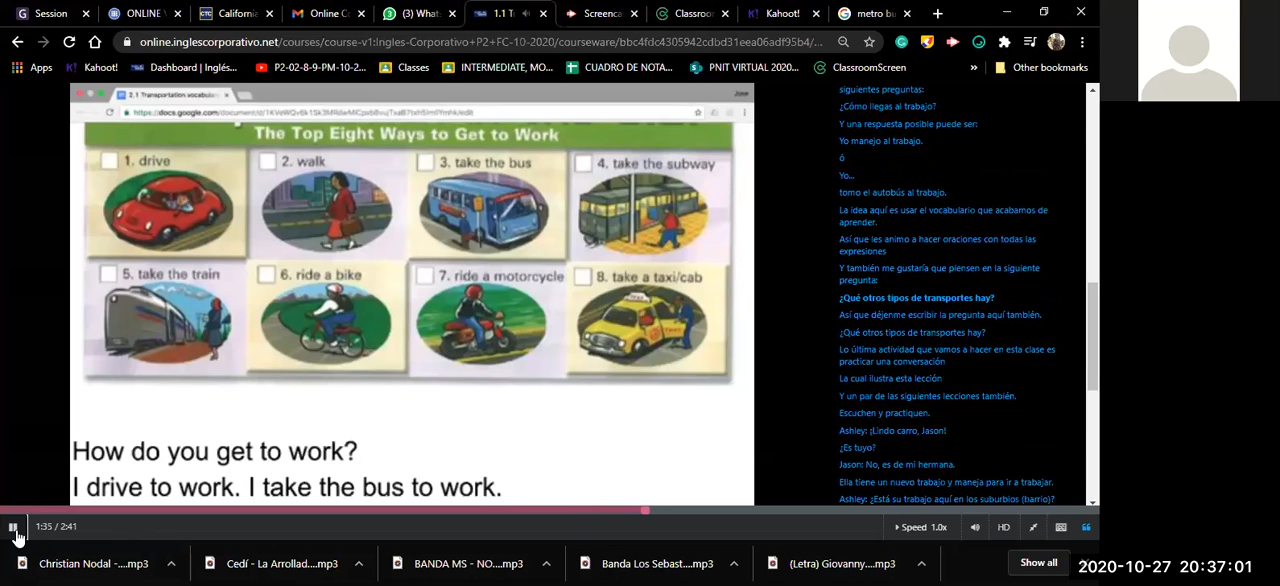 Session
ONLINE V
California
Online C
(3) What
1.1 T
Screenca
Classroo
Kahoot!
metro bu
online.inglescorporativo.net/courses/course-v1:Ingles-Corporativo+P2+FC-10-2020/courseware/bbc4fdc4305942cdbd31eea06adf95b4/...
Apps
Kahoot!
Dashboard | Inglés...
P2-02-8-9-PM-10-2...
Classes
INTERMEDIATE, MO...
CUADRO DE NOTA...
PNIT VIRTUAL 2020...
ClassroomScreen
»
Other bookmarks
2.1 Transportation vocabula
The Top Eight Ways to Get to Work
1. drive
2. walk
3. take the bus
4. take the subway
5. take the train
6. ride a bike
7. ride a motorcycle
8. take a taxi/cab
TAXI
How do you get to work?
I drive to work. I take the bus to work.
siguientes preguntas:
¿Cómo llegas al trabajo?
Y una respuesta posible puede ser:
Yo manejo al trabajo.
ó
Yo...
tomo el autobús al trabajo.
La idea aquí es usar el vocabulario que acabamos de
aprender.
Así que les animo a hacer oraciones con todas las
expresiones
Y también me gustaría que piensen en la siguiente
pregunta:
¿Qué otros tipos de transportes hay?
Así que déjenme escribir la pregunta aquí también.
¿Qué otros tipos de transportes hay?
Lo última actividad que vamos a hacer en esta clase es
practicar una conversación
La cual ilustra esta lección
Y un par de las siguientes lecciones también.
Escuchen y practiquen.
Ashley: ¡Lindo carro, Jason!
¿Es tuyo?
Jason: No, es de mi hermana.
Ella tiene un nuevo trabajo y maneja para ir a trabajar.
Ashley: ¿Está su trabajo aquí en los suburbios (barrio)?
1:35 / 2:41
Speed 1.0x
HD
Christian Nodal -....mp3
Cedí - La Arrollad....mp3
BANDA MS - NO....mp3
Banda Los Sebast....mp3
(Letra) Giovanny....mp3
Show all
2020-10-27 20:37:01